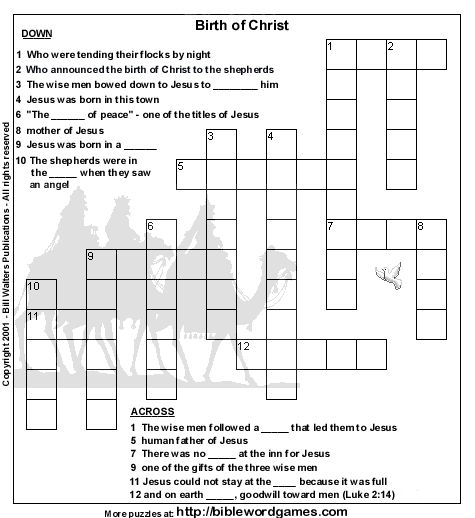 Birth of Christ
DOWN
1 Who were tending their flocks by night
2 Who announced the birth of Christ to the shepherds
3 The wise men bowed down to Jesus to ________ him
4 Jesus was born in this town
6 "The ______ of peace" - one of the titles of Jesus
8 mother of Jesus
9 Jesus was born in a ______
10 The shepherds were in
the _____ when they saw
an angel
1
2
3
4
5
6
7
8
9
10
11
12
Copyright 2001 - Bill Walters Publications - All rights reserved
ACROSS
1 The wise men followed a _____ that led them to Jesus
5 human father of Jesus
7 There was no _____ at the inn for Jesus
9 one of the gifts of the three wise men
11 Jesus could not stay at the ____ because it was full
12 and on earth _____, goodwill toward men (Luke 2:14)
More puzzles at: http://biblewordgames.com